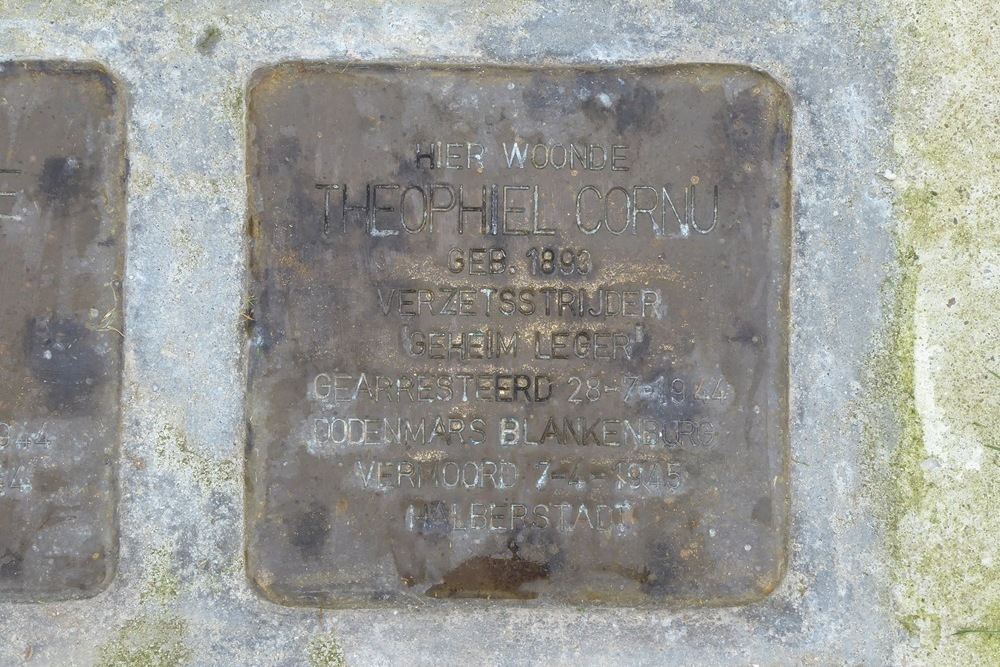 HIER WOONDE
THEOPHIEL CORNU
GEB. 1893
VERZETSSTRIJDER
'GEHEIM LEGER'
GEARRESTEERD 28-7-1944
DODENMARS BLANKENBURG
VERMOORD 7-4-1945
HALBERSTADT